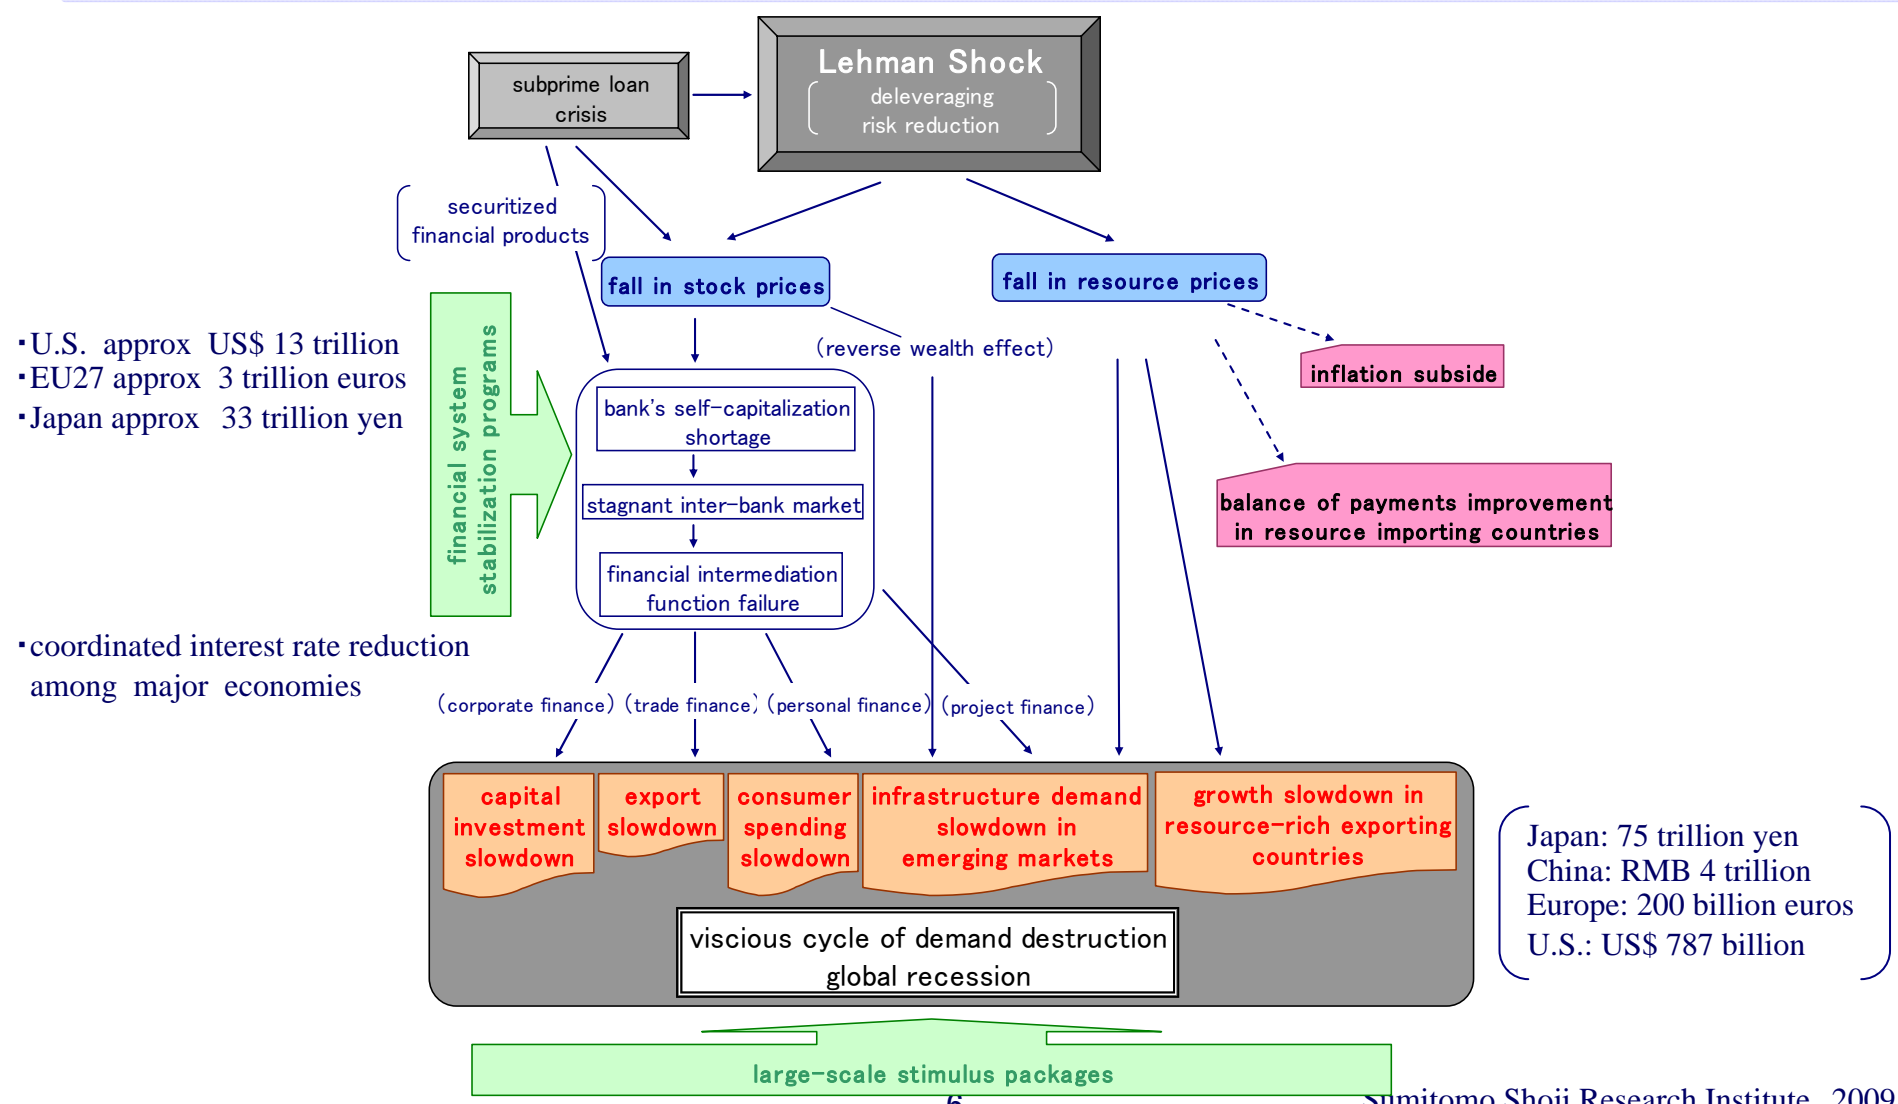 subprime loan
crisis
Lehman Shock
deleveraging
risk reduction
securitized
financial products
fall in stock prices
fall in resource prices
・U.S. approx US$ 13 trillion
・EU27 approx 3 trillion euros
・Japan approx 33 trillion yen
financial system
stabilization programs
(reverse wealth effect)
inflation subside
bank's self-capitalization
shortage
stagnant inter-bank market
financial intermediation
function failure
balance of payments improvement
in resource importing countries
・coordinated interest rate reduction
among major economies
(corporate finance) (trade finance) (personal finance) (project finance)
capital
investment
slowdown
export
slowdown
consumer
spending
slowdown
infrastructure demand
slowdown in
emerging markets
growth slowdown in
resource-rich exporting
countries
viscious cycle of demand destruction
global recession
Japan: 75 trillion yen
China: RMB 4 trillion
Europe: 200 billion euros
U.S.: US$ 787 billion
large-scale stimulus packages
6
Sumitomo Shoji Research Institute 2009